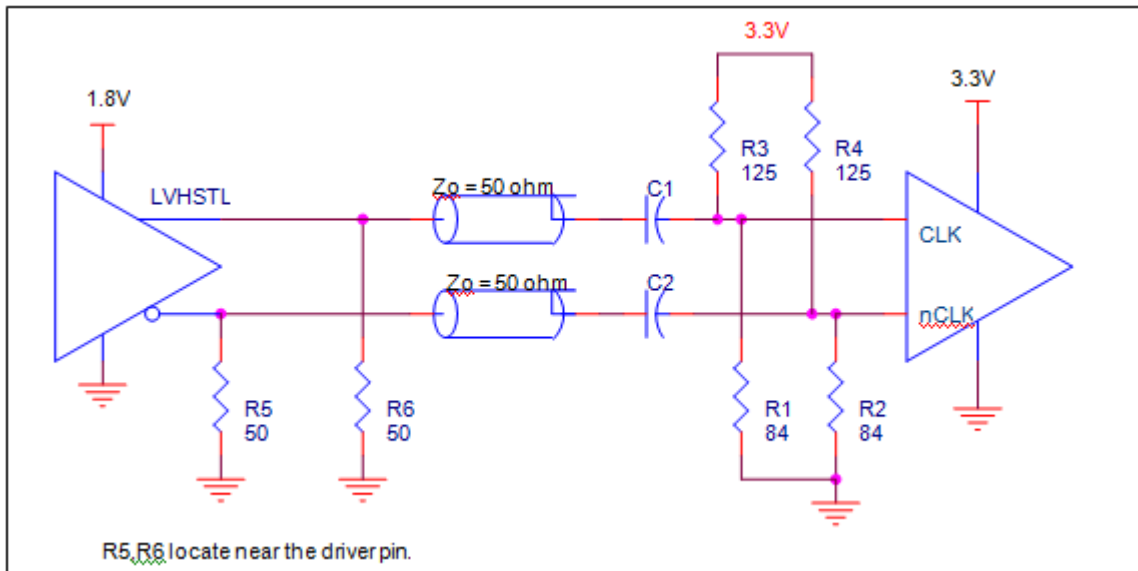 3.3V
1.8V
3.3V
R3
125
R4
125
LVHSTL
Zo = 50 ohm
C1
CLK
Zo = 50 ohm
C2
nCLK
R5
50
R6
50
R1
84
R2
84
R5,R6 locate near the driver pin.